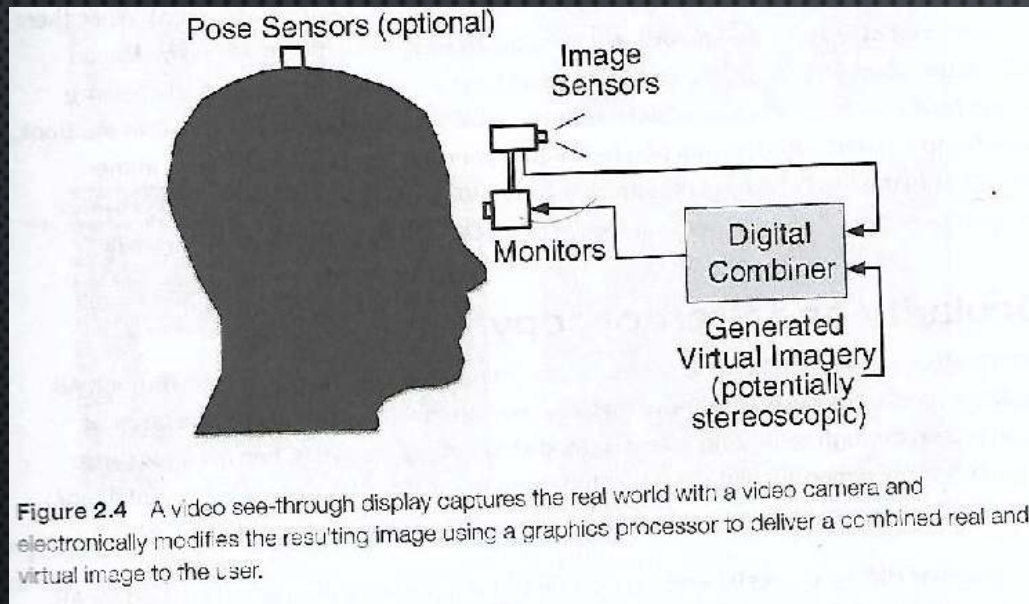 Pose Sensors (optional)
Image
Sensors
Monitors
Digital
Combiner
Generated
Virtual Imagery
(potentially
stereoscopic)
Figure 2.4 A video see-through display captures the real world with a video camera and
electronically modifies the resulting image using a graphics processor to deliver a combined real and
virtual image to the user.